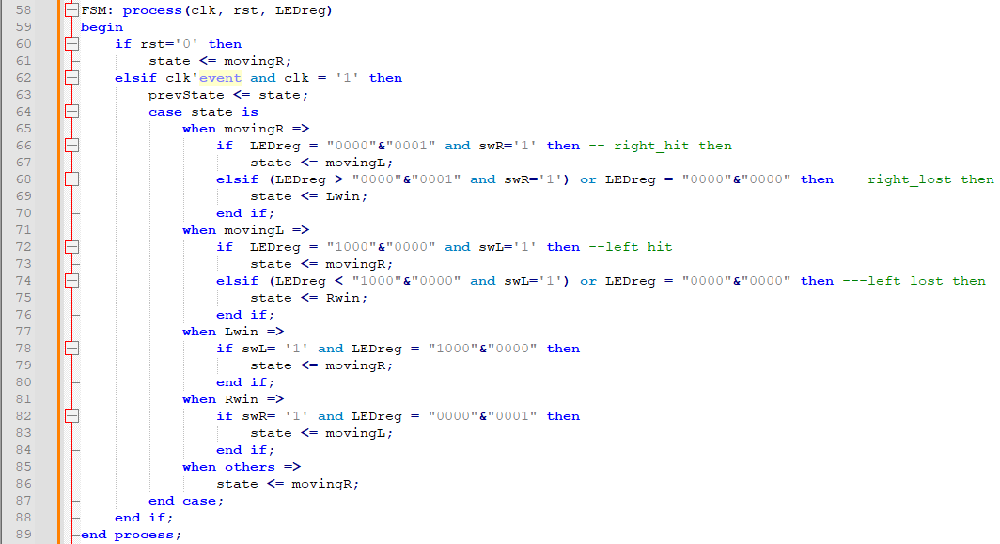 58 FSM: process(clk, rst, LEDreg)
59 begin
60     if rst='0' then
61         state <= movingR;
62     elsif clk'event and clk = '1' then
63         prevState <= state;
64         case state is
65             when movingR =>
66                 if  LEDreg = "0000"&"0001" and swR='1' then -- right_hit then
67                     state <= movingL;
68                 elsif (LEDreg > "0000"&"0001" and swR='1') or LEDreg = "0000"&"0000" then ---right_lost then
69                     state <= Lwin;
70                 end if;
71             when movingL =>
72                 if  LEDreg = "1000"&"0000" and swL='1' then --left hit
73                     state <= movingR;
74                 elsif (LEDreg < "1000"&"0000" and swL='1') or LEDreg = "0000"&"0000" then ---left_lost then
75                     state <= Rwin;
76                 end if;
77             when Lwin =>
78                 if swL= '1' and LEDreg = "1000"&"0000" then
79                     state <= movingR;
80                 end if;
81             when Rwin =>
82                 if swR= '1' and LEDreg = "0000"&"0001" then
83                     state <= movingL;
84                 end if;
85             when others =>
86                 state <= movingR;
87         end case;
88     end if;
89 end process;